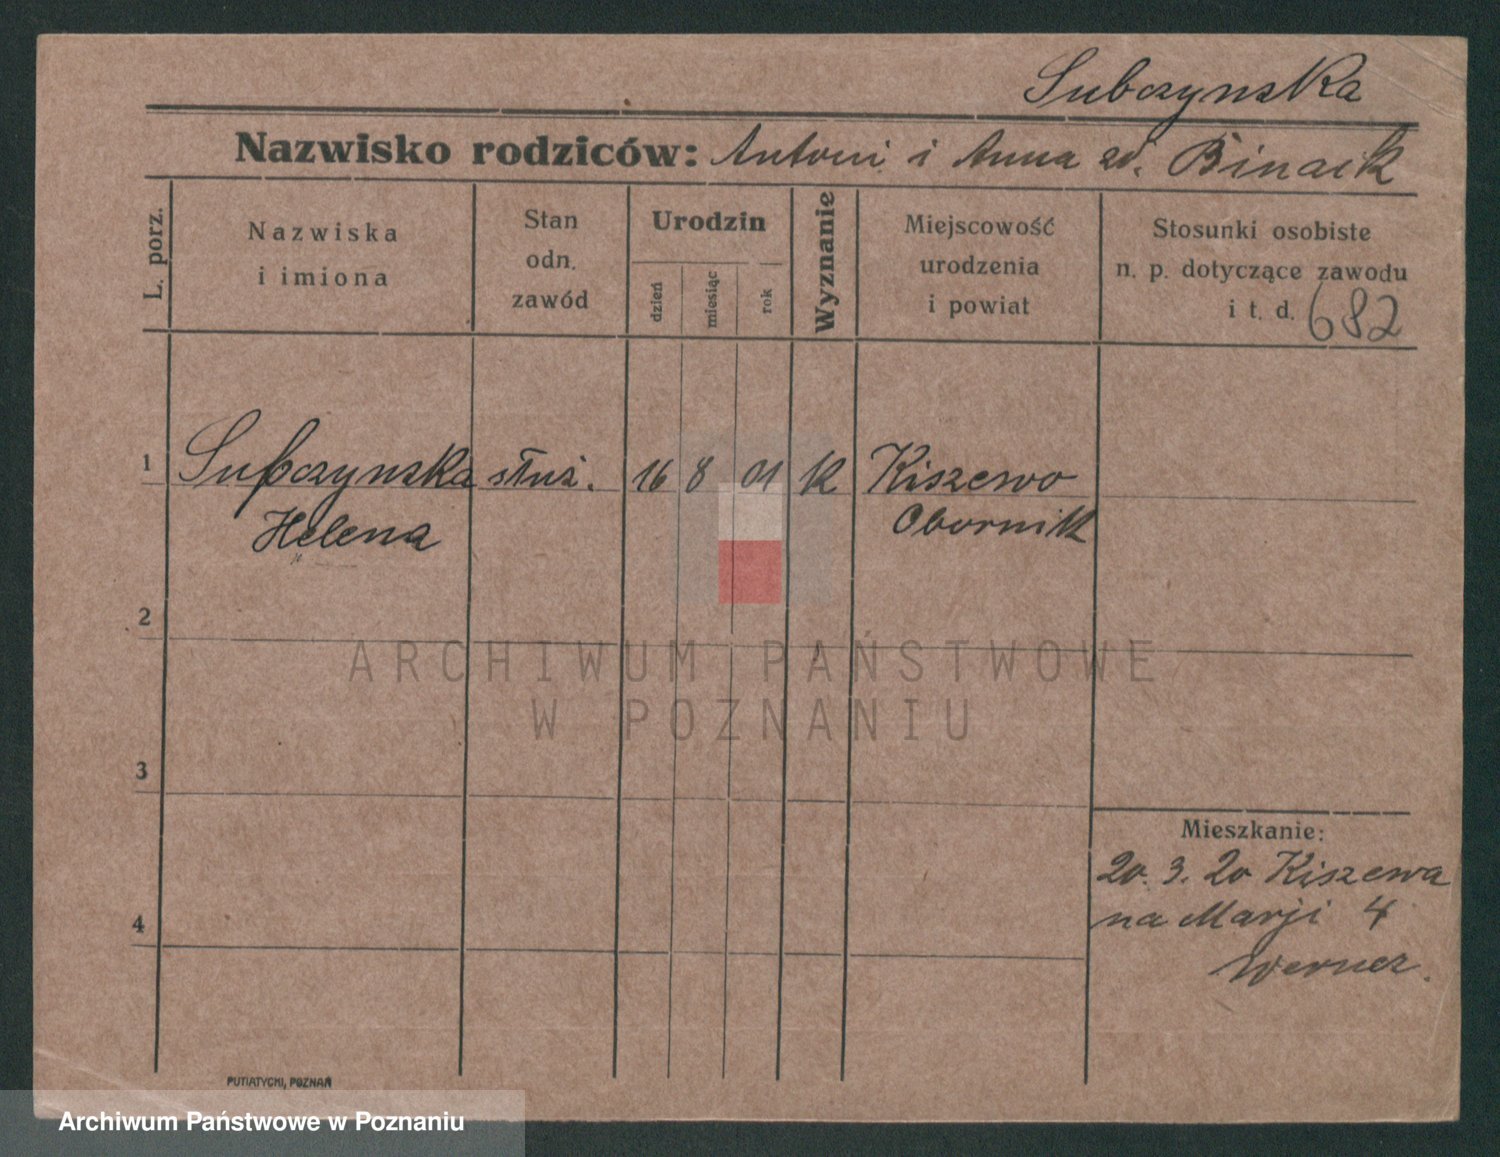 Subczynska
Nazwisko rodziców: Antoni i Anna zd. Binaik
L. porz.
Nazwiska
i imiona
Stan
odn.
zawód
Urodzin
dzień
miesiąc
rok
Wyznanie
Miejscowość
urodzenia
i powiat
Stosunki osobiste
n. p. dotyczące zawodu
i t. d. 682
1 Subczynska służ. 16 8 01 k Kiszewo
Helena Obornik
2
ARCHIWUM PAŃSTWOWE
W POZNANIU
3
Mieszkanie:
20. 3. 20 Kiszewa
na Marji 4
4
Werner.
PUTIATYCKI, POZNAŃ
Archiwum Państwowe w Poznaniu